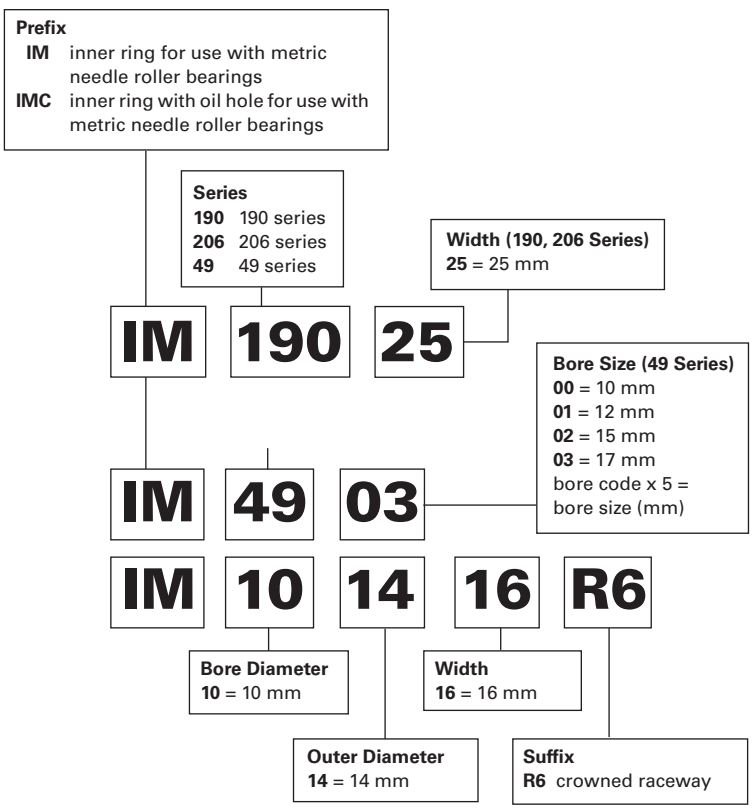 Prefix
IM inner ring for use with metric
needle roller bearings
IMC inner ring with oil hole for use with
metric needle roller bearings
Series
190 190 series
206 206 series
49 49 series
Width (190, 206 Series)
25 = 25 mm
IM 190 25
Bore Size (49 Series)
00 = 10 mm
01 = 12 mm
02 = 15 mm
03 = 17 mm
bore code x 5 =
bore size (mm)
IM 49 03
IM 10 14 16 R6
Bore Diameter
10 = 10 mm
Width
16 = 16 mm
Outer Diameter
14 = 14 mm
Suffix
R6 crowned raceway